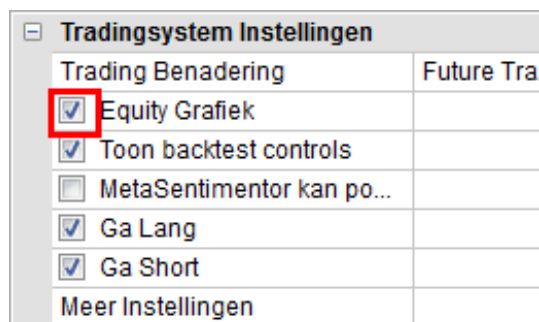 Tradingsystem Instellingen
Trading Benadering Future Tra
Equity Grafiek
Toon backtest controls
MetaSentimentor kan po...
Ga Lang
Ga Short
Meer Instellingen